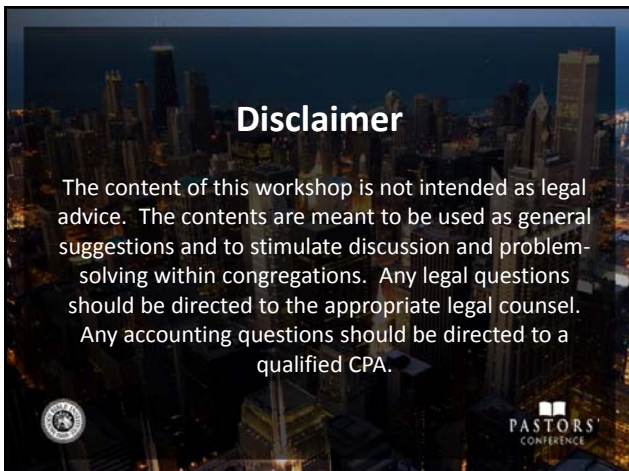 Disclaimer
The content of this workshop is not intended as legal
advice.  The contents are meant to be used as general
suggestions and to stimulate discussion and problem-
solving within congregations.  Any legal questions
should be directed to the appropriate legal counsel.
Any accounting questions should be directed to a
qualified CPA.
PASTORS'
CONFERENCE